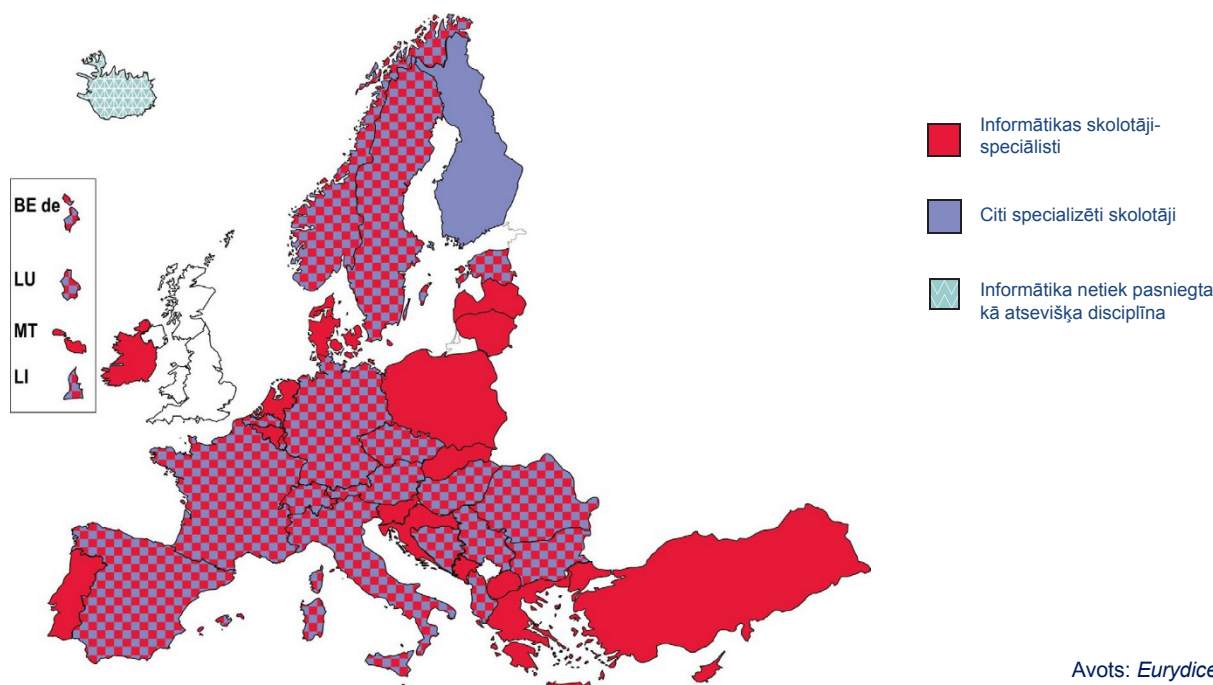 BE de
LU
MT
LI
Informātikas skolotāji-
speciālisti
Citi specializēti skolotāji
Informātika netiek pasniegta
kā atsevišķa disciplīna
Avots: Eurydice